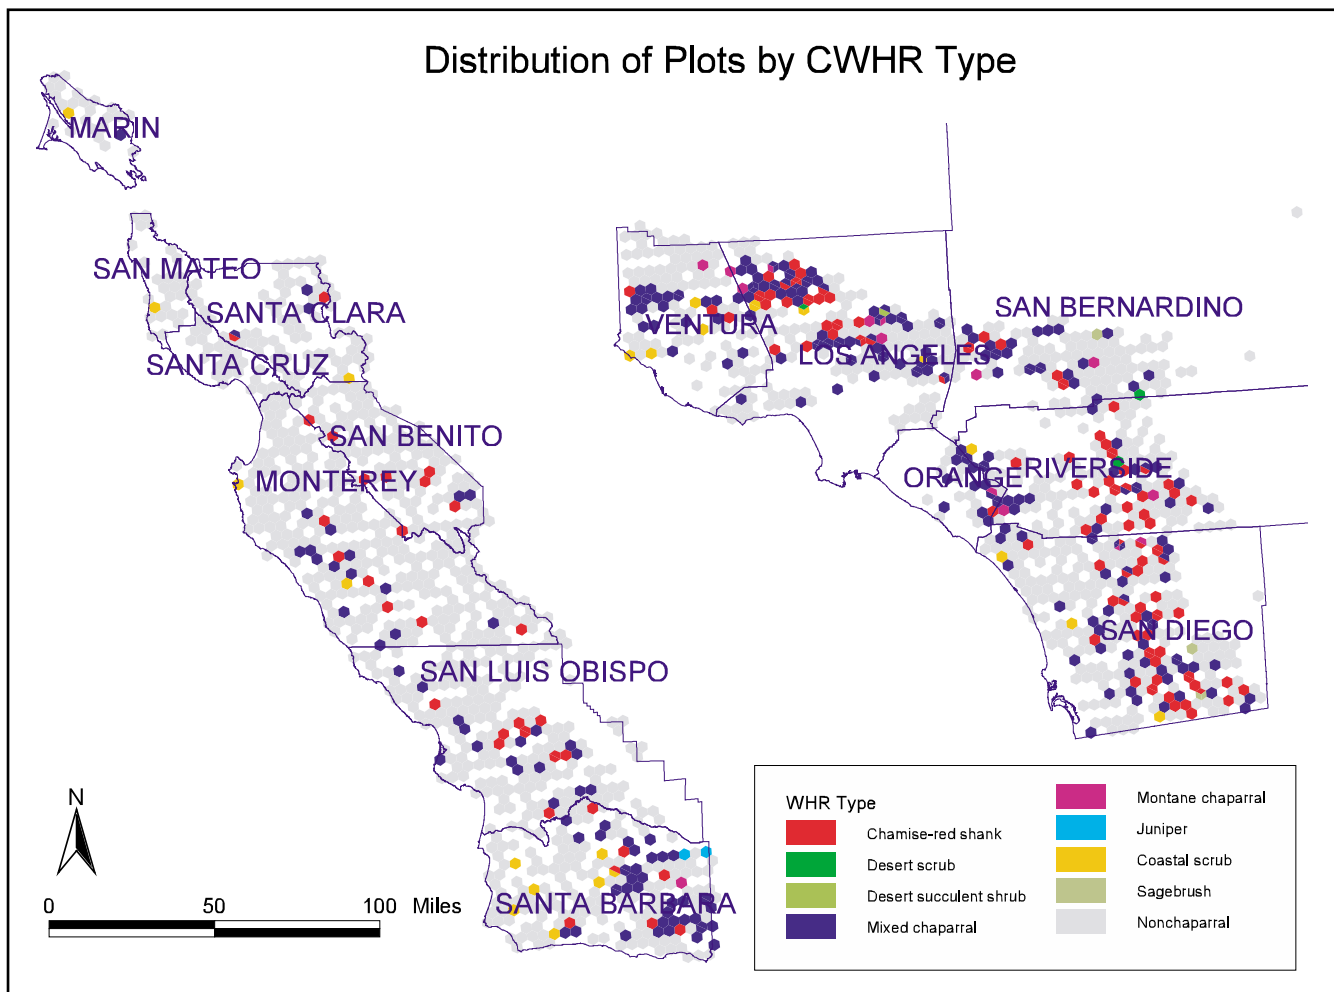 Distribution of Plots by CWHR Type
MARIN
SAN MATEO
SANTA CLARA
SANTA CRUZ
SAN BENITO
MONTEREY
SAN LUIS OBISPO
SANTA BARBARA
VENTURA
LOS ANGELES
SAN BERNARDINO
ORANGE
RIVERSIDE
SAN DIEGO
N
0 50 100 Miles
WHR Type
Chamise-red shank
Desert scrub
Desert succulent shrub
Mixed chaparral
Montane chaparral
Juniper
Coastal scrub
Sagebrush
Nonchaparral